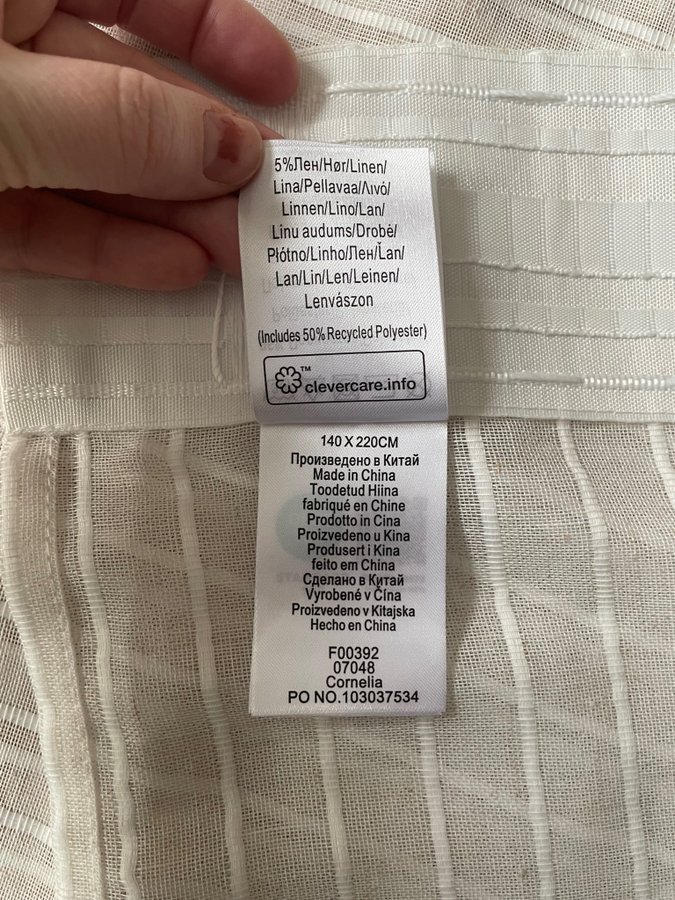 5%Лен/Hør/Linen/
Lina/Pellavaa/Λινό/
Linnen/Lino/Lan/
Linu audums/Drobė/
Płótno/Linho/Лен/Ľan/
Lan/Lin/Len/Leinen/
Lenvászon
(Includes 50% Recycled Polyester)
™
clevercare.info
140 X 220CM
Произведено в Китай
Made in China
Toodetud Hiina
fabriqué en Chine
Prodotto in Cina
Proizvedeno u Kina
Produsert i Kina
feito em China
Сделано в Китай
Vyrobené v Čína
Proizvedeno v Kitajska
Hecho en China
F00392
07048
Cornelia
PO NO.103037534